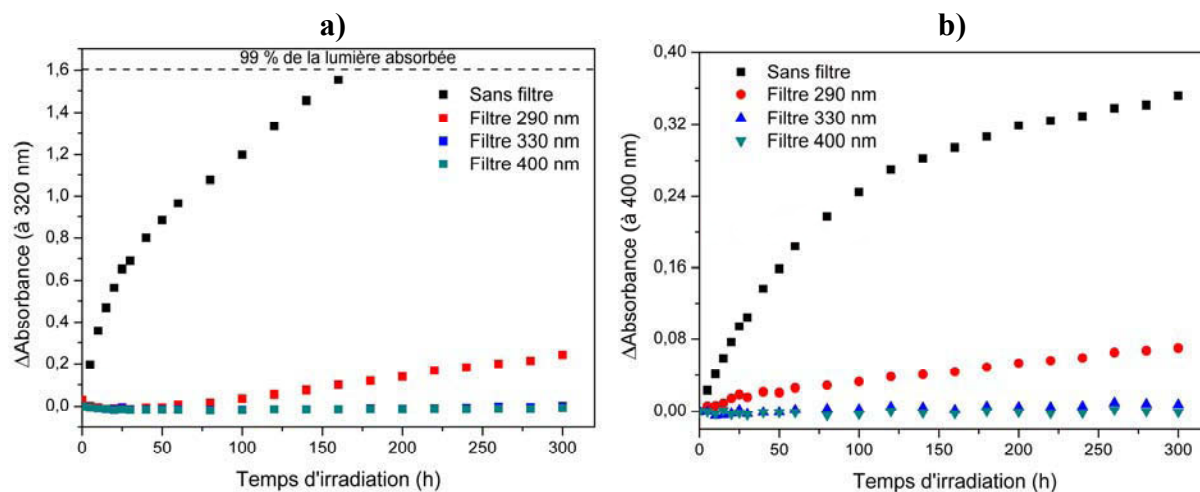 a)
99 % de la lumière absorbée
1,6
1,4
1,2
1,0
0,8
0,6
0,4
0,2
0,0
ΔAbsorbance (à 320 nm)
Sans filtre
Filtre 290 nm
Filtre 330 nm
Filtre 400 nm
0 50 100 150 200 250 300
Temps d'irradiation (h)
b)
0,40
0,32
0,24
0,16
0,08
0,00
ΔAbsorbance (à 400 nm)
Sans filtre
Filtre 290 nm
Filtre 330 nm
Filtre 400 nm
0 50 100 150 200 250 300
Temps d'irradiation (h)